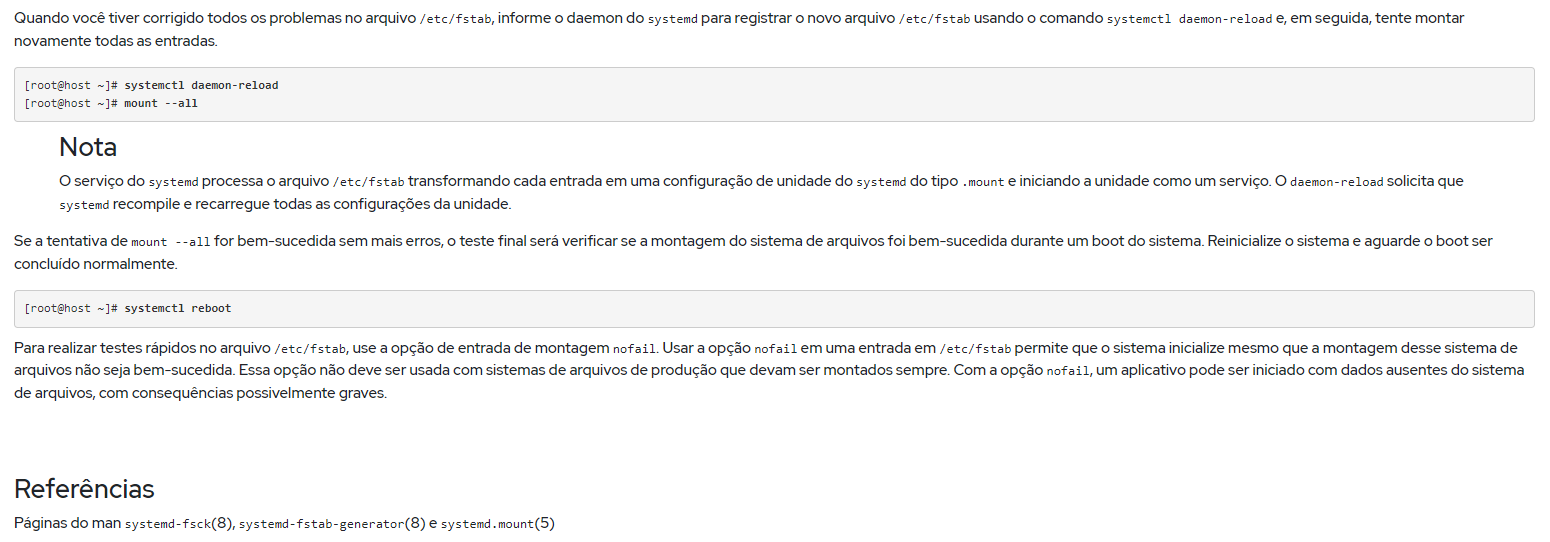 Quando você tiver corrigido todos os problemas no arquivo /etc/fstab, informe o daemon do systemd para registrar o novo arquivo /etc/fstab usando o comando systemctl daemon-reload e, em seguida, tente montar
novamente todas as entradas.
[root@host ~]# systemctl daemon-reload
[root@host ~]# mount --all
Nota
O serviço do systemd processa o arquivo /etc/fstab transformando cada entrada em uma configuração de unidade do systemd do tipo .mount e iniciando a unidade como um serviço. O daemon-reload solicita que
systemd recompile e recarregue todas as configurações da unidade.
Se a tentativa de mount --all for bem-sucedida sem mais erros, o teste final será verificar se a montagem do sistema de arquivos foi bem-sucedida durante um boot do sistema. Reinicialize o sistema e aguarde o boot ser
concluído normalmente.
[root@host ~]# systemctl reboot
Para realizar testes rápidos no arquivo /etc/fstab, use a opção de entrada de montagem nofail. Usar a opção nofail em uma entrada em /etc/fstab permite que o sistema inicialize mesmo que a montagem desse sistema de
arquivos não seja bem-sucedida. Essa opção não deve ser usada com sistemas de arquivos de produção que devam ser montados sempre. Com a opção nofail, um aplicativo pode ser iniciado com dados ausentes do sistema
de arquivos, com consequências possivelmente graves.
Referências
Páginas do man systemd-fsck(8), systemd-fstab-generator(8) e systemd.mount(5)